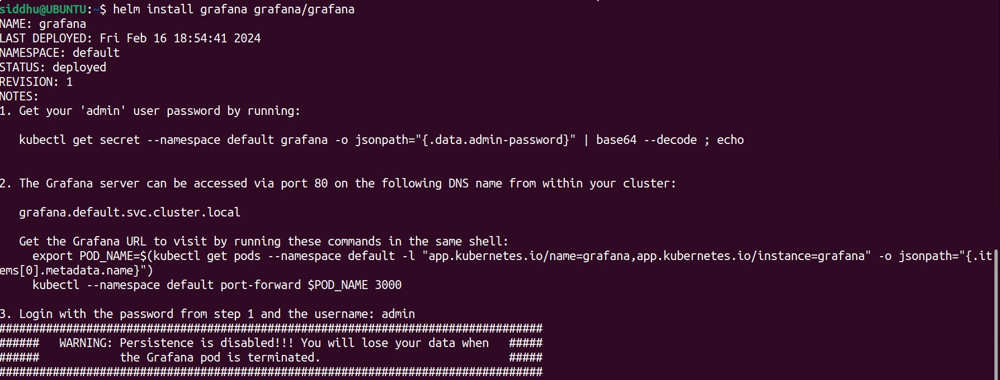 siddhu@UBUNTU:~$ helm install grafana grafana/grafana
NAME: grafana
LAST DEPLOYED: Fri Feb 16 18:54:41 2024
NAMESPACE: default
STATUS: deployed
REVISION: 1
NOTES:
1. Get your 'admin' user password by running:
kubectl get secret --namespace default grafana -o jsonpath="{.data.admin-password}" | base64 --decode ; echo
2. The Grafana server can be accessed via port 80 on the following DNS name from within your cluster:
grafana.default.svc.cluster.local
Get the Grafana URL to visit by running these commands in the same shell:
export POD_NAME=$(kubectl get pods --namespace default -l "app.kubernetes.io/name=grafana,app.kubernetes.io/instance=grafana" -o jsonpath="{.it
ems[0].metadata.name}")
kubectl --namespace default port-forward $POD_NAME 3000
3. Login with the password from step 1 and the username: admin
#################################################################################
######   WARNING: Persistence is disabled!!! You will lose your data when   #####
######            the Grafana pod is terminated.                            #####
#################################################################################